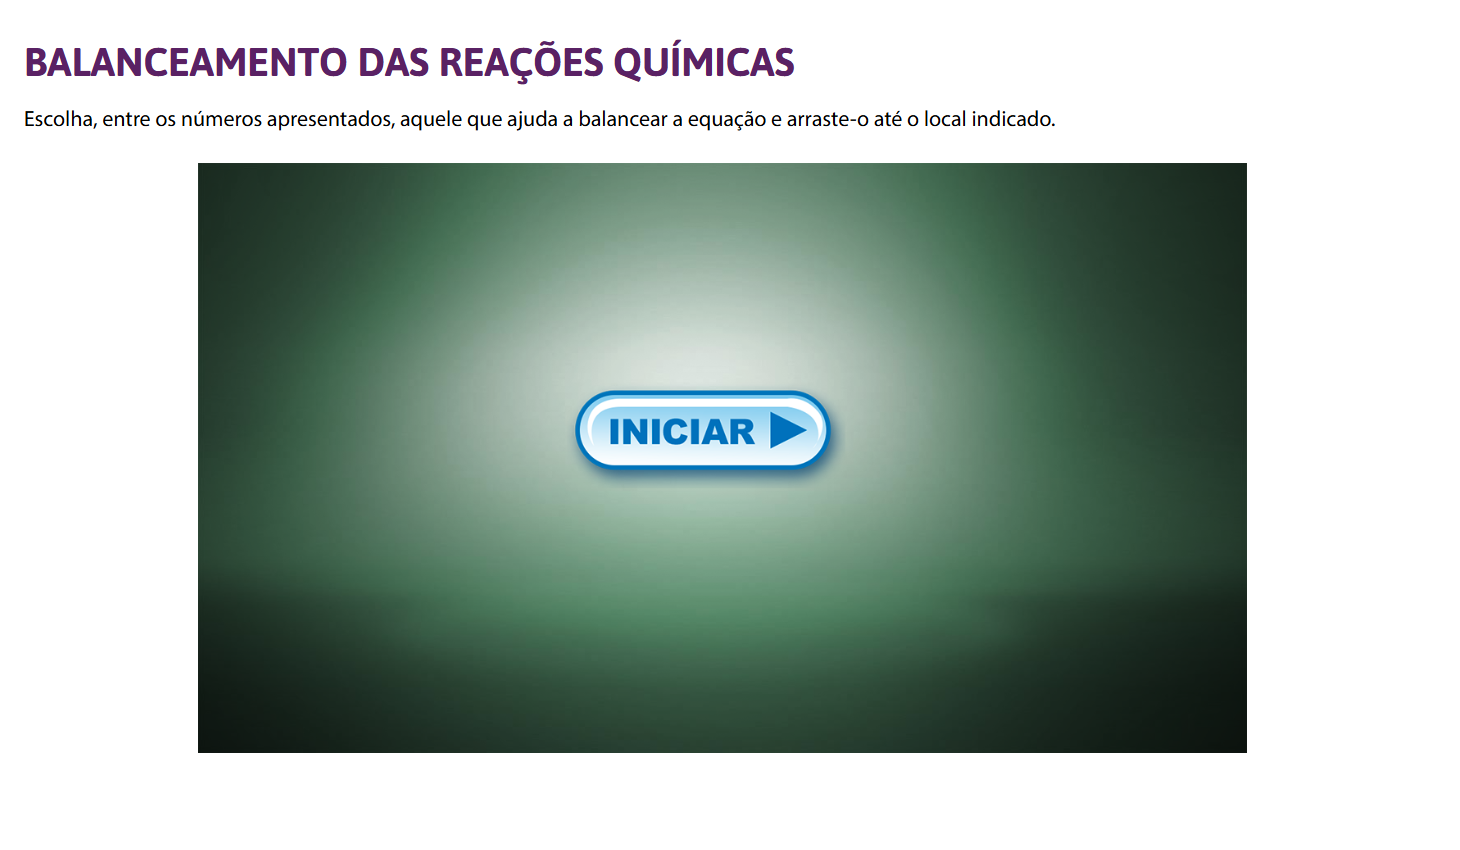 BALANCEAMENTO DAS REAÇÕES QUÍMICAS
Escolha, entre os números apresentados, aquele que ajuda a balancear a equação e arraste-o até o local indicado.
INICIAR